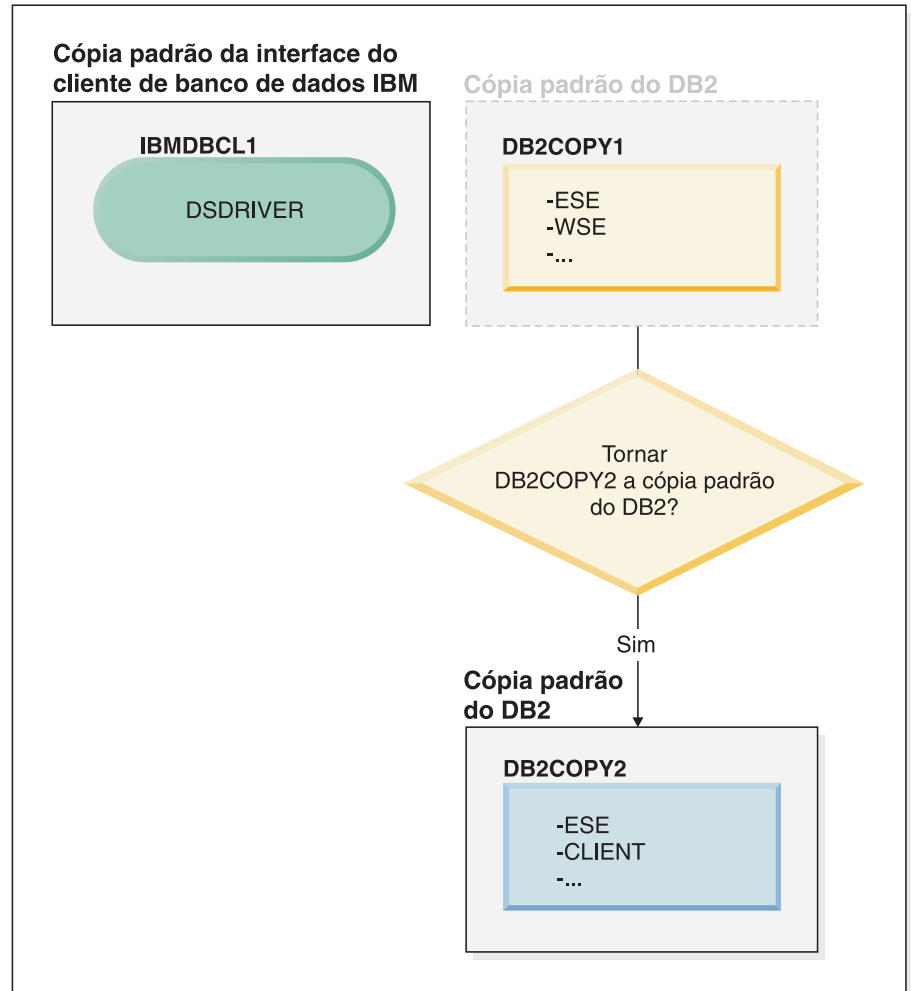 Cópia padrão da interface do
cliente de banco de dados IBM
IBMDBCL1
DSDRIVER
Cópia padrão do DB2
DB2COPY1
-ESE
-WSE
-...
Tornar
DB2COPY2 a cópia padrão
do DB2?
Sim
Cópia padrão
do DB2
DB2COPY2
-ESE
-CLIENT
-...